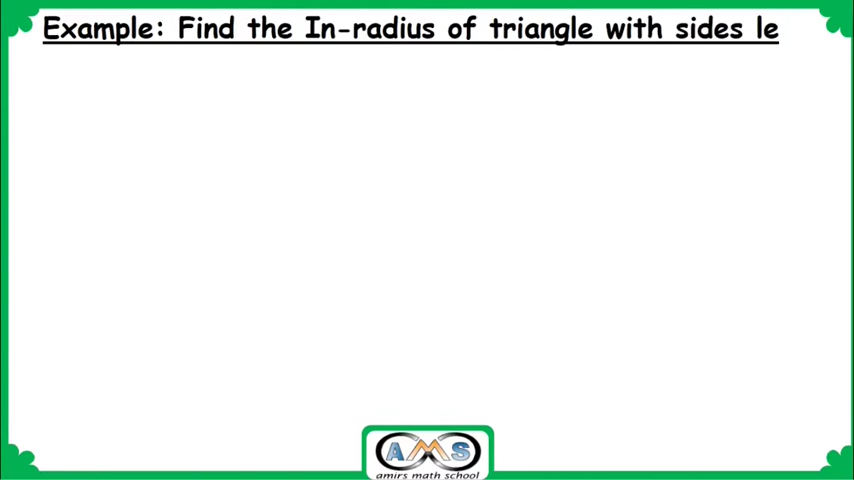 Example: Find the In-radius of triangle with sides le
AMS
amirs math school